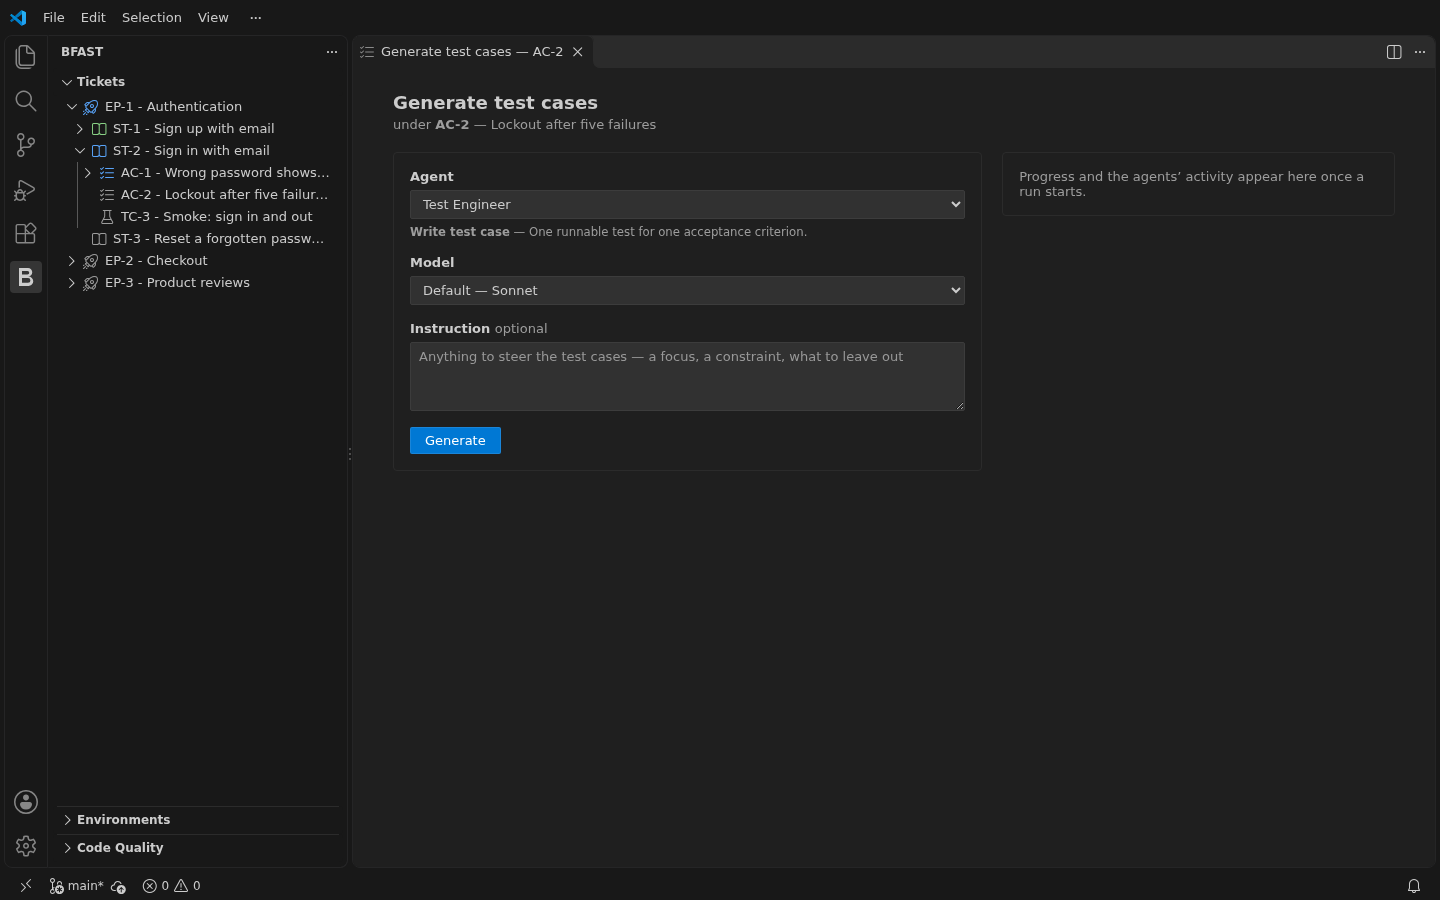 File Edit Selection View ···
BFAST ···
Generate test cases — AC-2
Tickets
EP-1 - Authentication
ST-1 - Sign up with email
ST-2 - Sign in with email
AC-1 - Wrong password shows...
AC-2 - Lockout after five failur...
TC-3 - Smoke: sign in and out
ST-3 - Reset a forgotten passw...
EP-2 - Checkout
EP-3 - Product reviews
B
Environments
Code Quality
Generate test cases
under AC-2 — Lockout after five failures
Agent
Test Engineer
Write test case — One runnable test for one acceptance criterion.
Model
Default — Sonnet
Instruction optional
Anything to steer the test cases — a focus, a constraint, what to leave out
Generate
Progress and the agents’ activity appear here once a
run starts.
main* 0 0